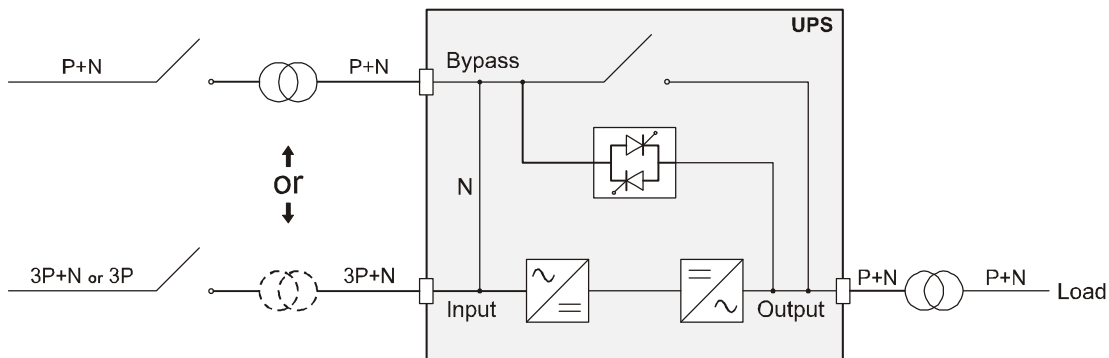 UPS
P+N
P+N
Bypass
or
N
3P+N or 3P
3P+N
Input
Output
P+N
P+N
Load